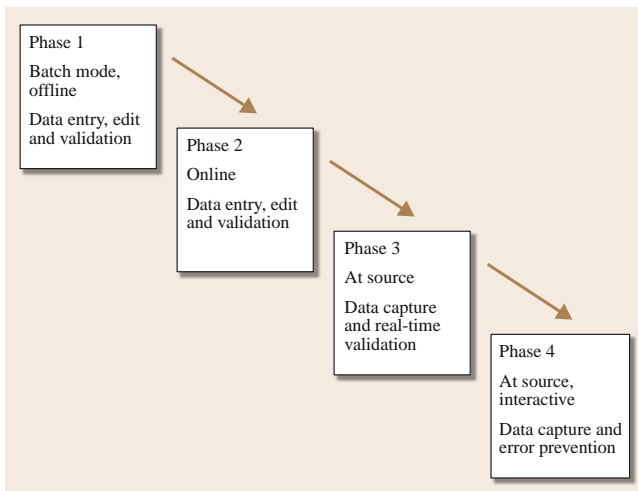 Phase 1
Batch mode,
offline
Data entry, edit
and validation
Phase 2
Online
Data entry, edit
and validation
Phase 3
At source
Data capture
and real-time
validation
Phase 4
At source,
interactive
Data capture and
error prevention